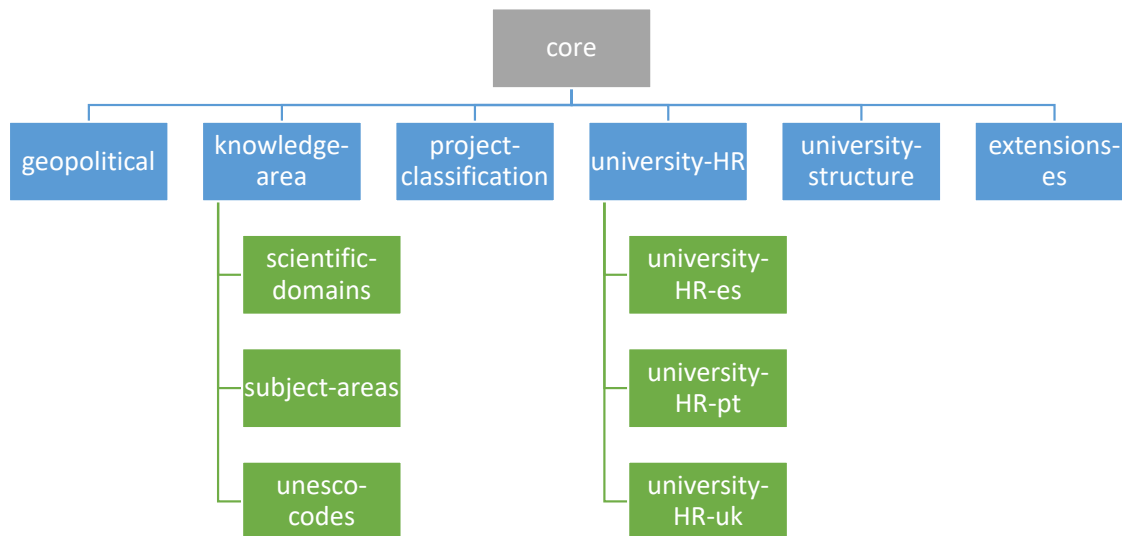 core
geopolitical
knowledge-
area
project-
classification
university-HR
university-
structure
extensions-
es
scientific-
domains
subject-areas
unesco-
codes
university-
HR-es
university-
HR-pt
university-
HR-uk